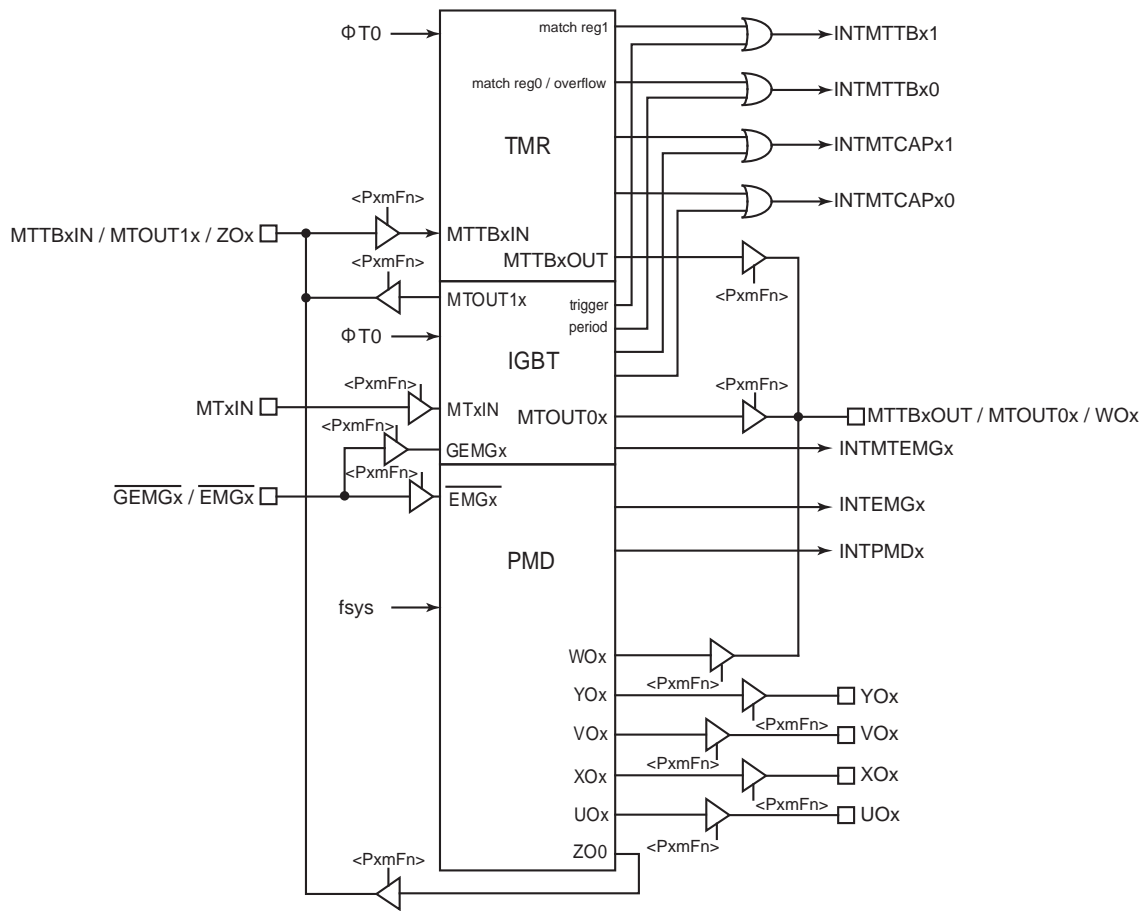 ΦT0
match reg1
INTMTTBx1
match reg0 / overflow
INTMTTBx0
TMR
INTMTCAPx1
<PxmFn>
INTMTCAPx0
MTTBxIN / MTOUT1x / ZOx
MTTBxIN
<PxmFn>
MTTBxOUT
<PxmFn>
MTOUT1x
trigger
ΦT0
period
IGBT
<PxmFn>
<PxmFn>
MTxIN
MTxIN
MTOUT0x
MTTBxOUT / MTOUT0x / WOx
<PxmFn>
GEMGx
INTMTEMGx
<PxmFn>
GEMGx / EMGx
EMGx
INTEMGx
PMD
INTPMDx
fsys
WOx
<PxmFn>
YOx
YOx
<PxmFn>
VOx
VOx
<PxmFn>
XOx
XOx
<PxmFn>
UOx
UOx
<PxmFn>
ZO0
<PxmFn>